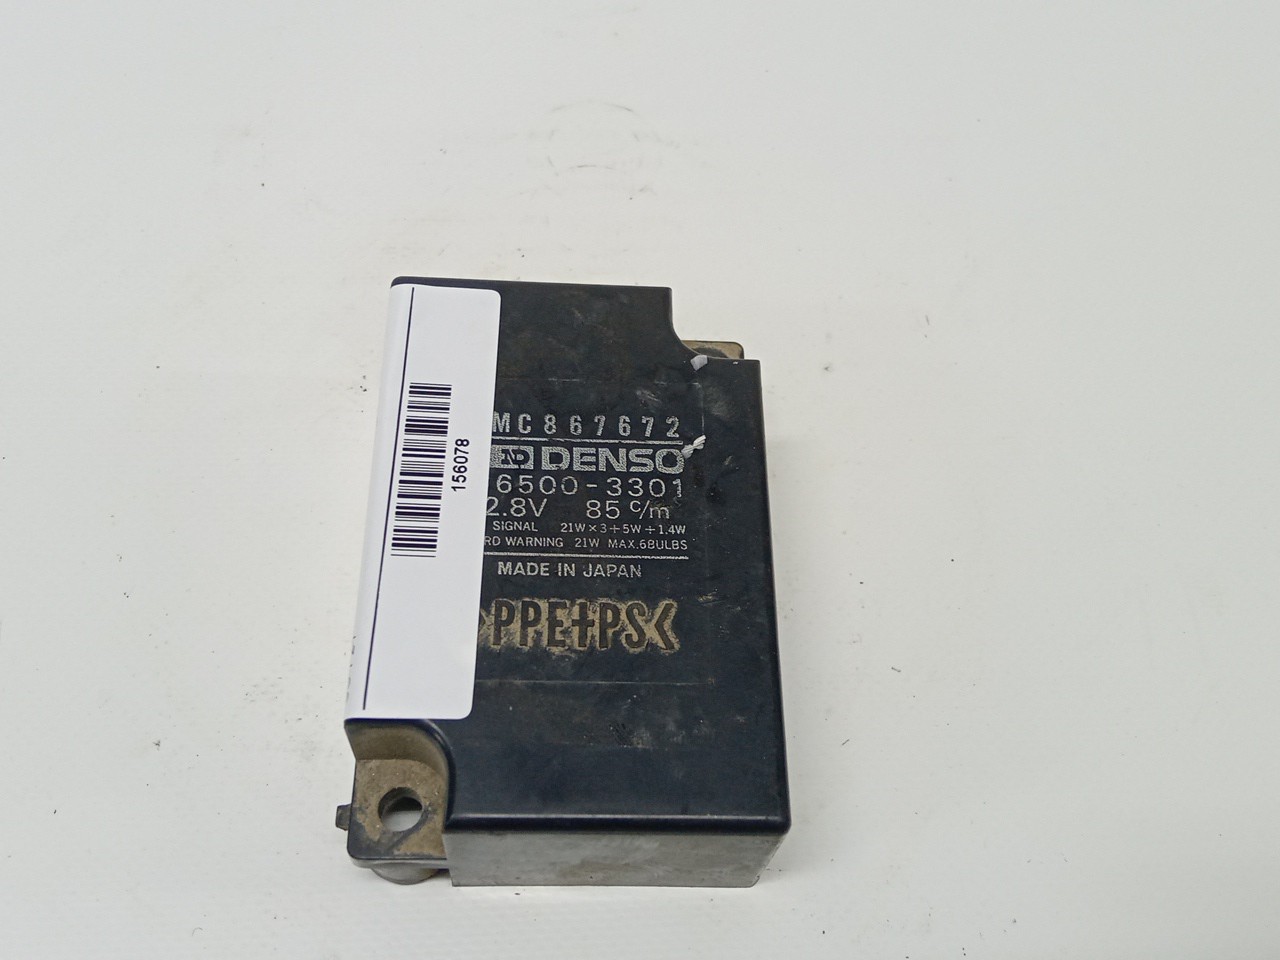 MC867672
ND DENSO
6500-3301
2.8V 85 c/m
SIGNAL 21W×3+5W+1.4W
RD WARNING 21W MAX.6BULBS
MADE IN JAPAN
>PPE+PS<
156078